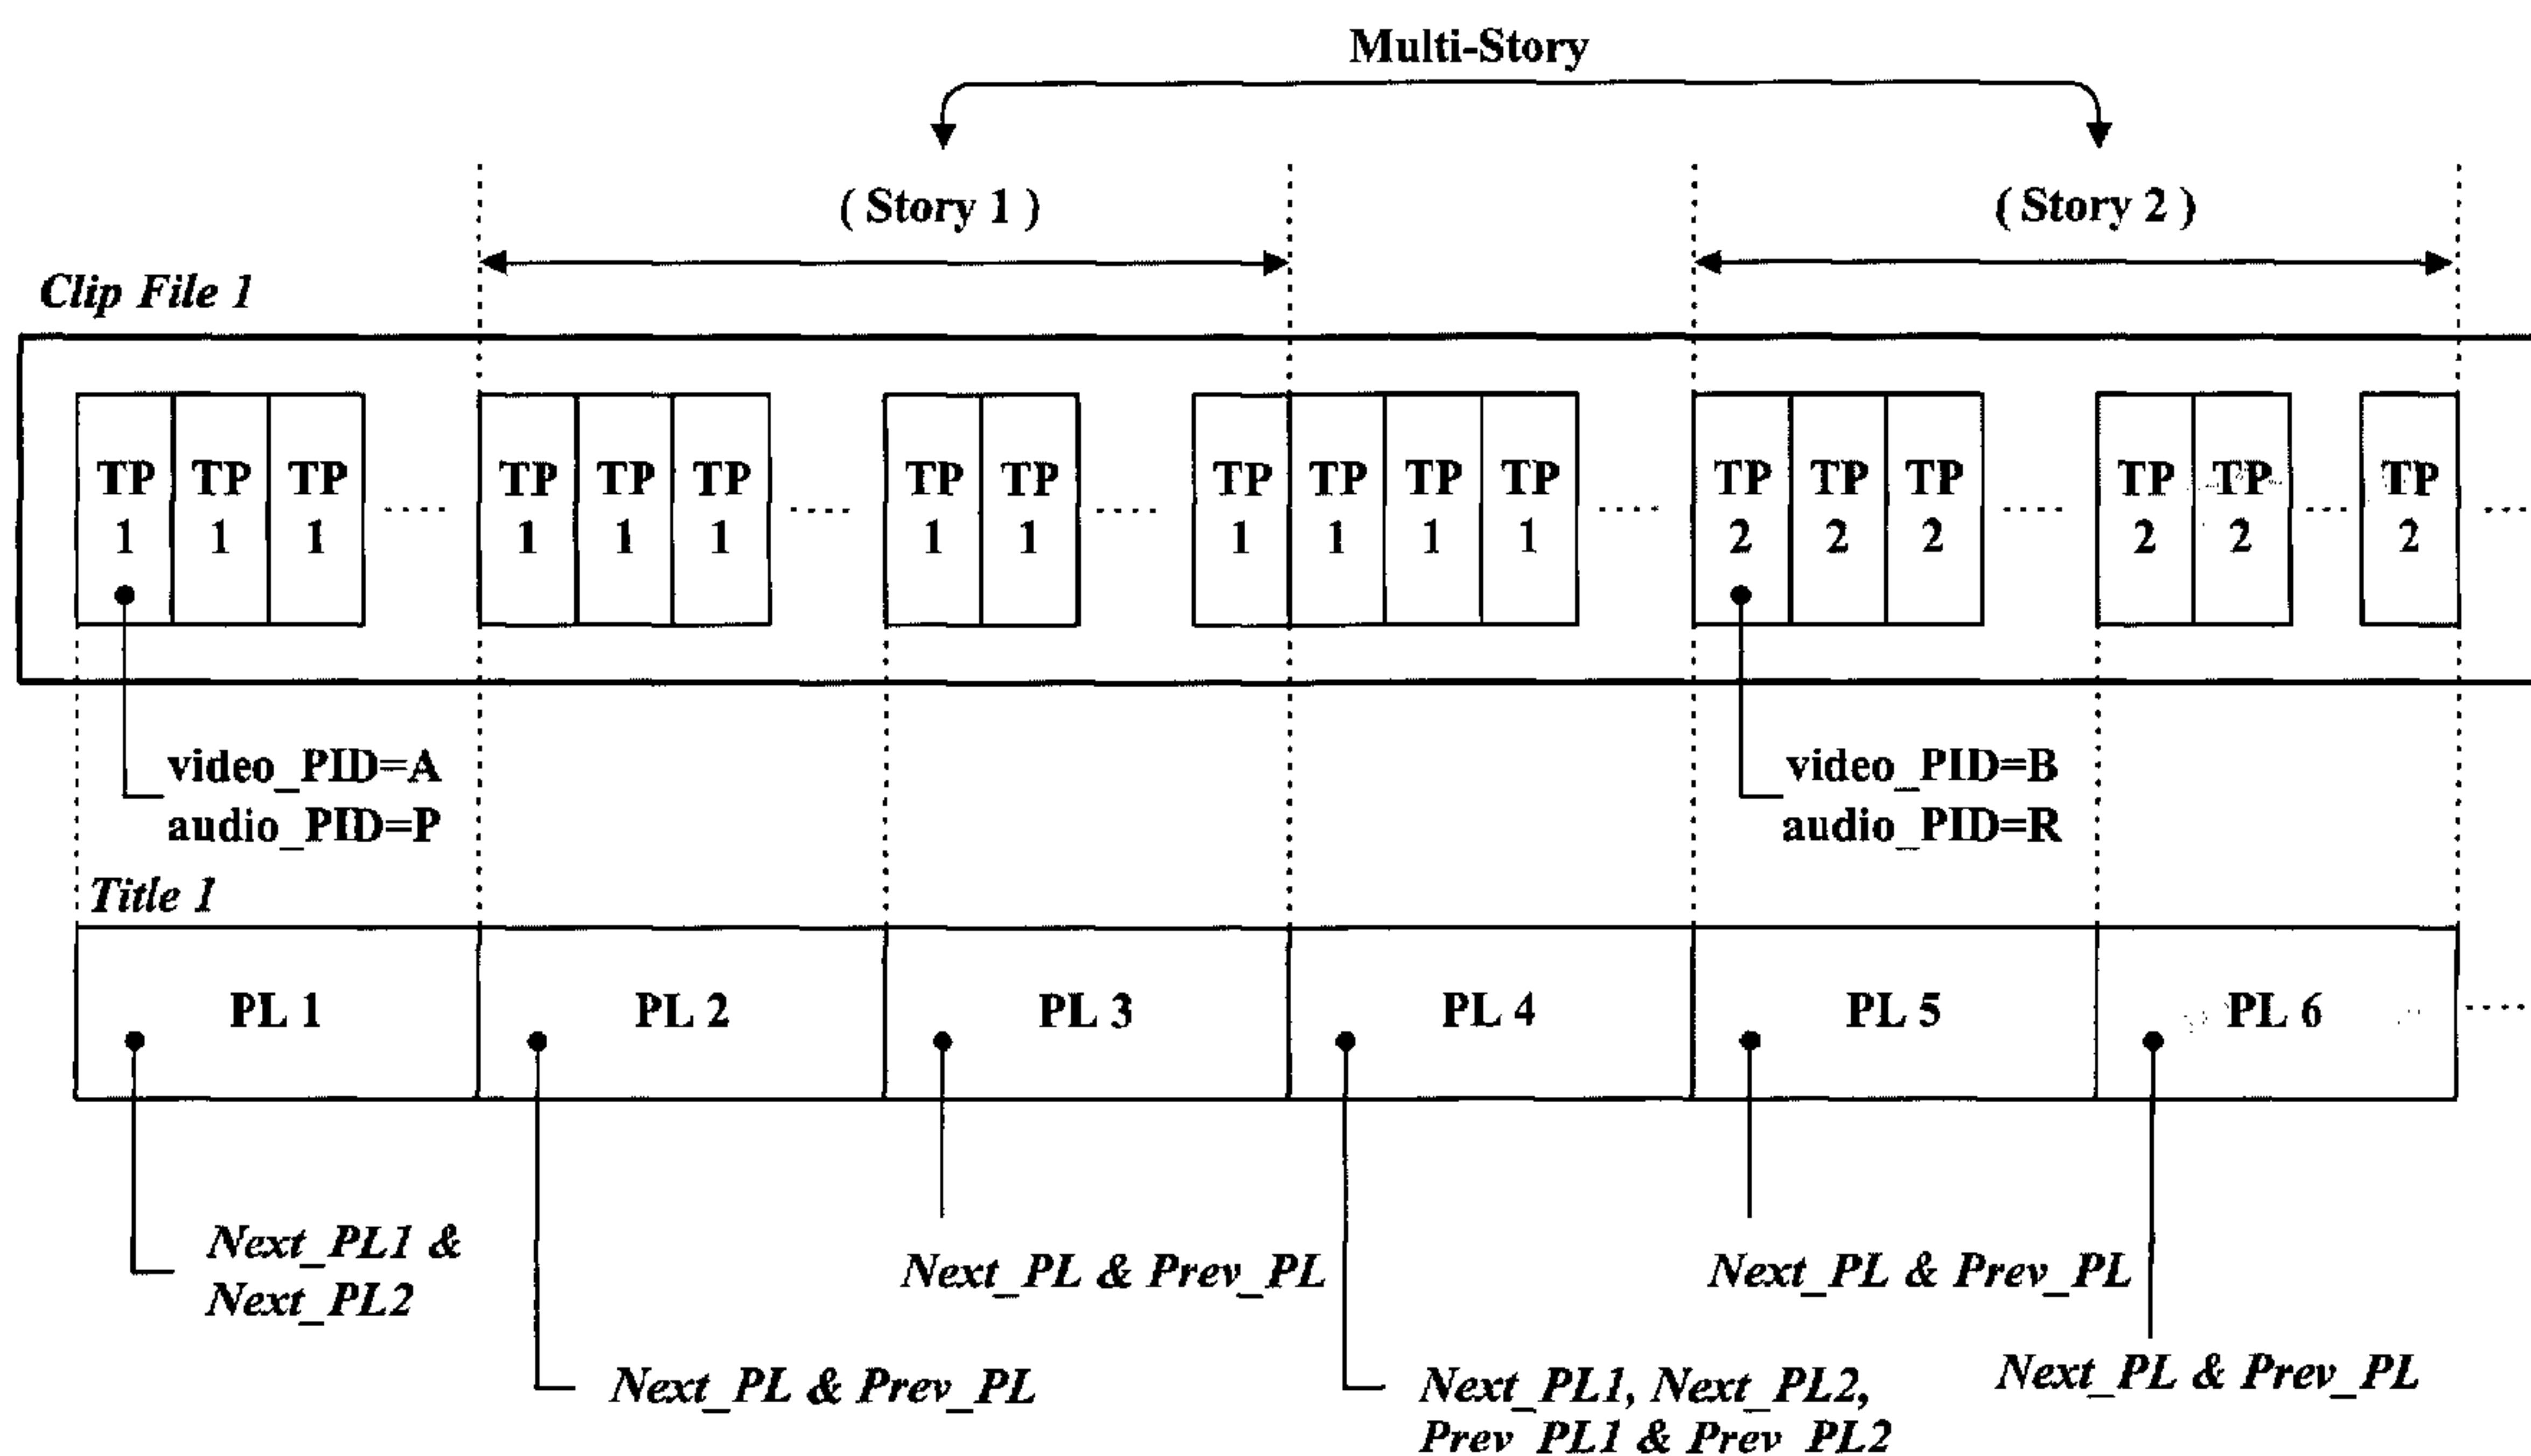 Multi-Story
( Story 1 )
( Story 2 )
Clip File 1
TP 1 TP 1 TP 1 ..... TP 1 TP 1 TP 1 ..... TP 1 TP 1 ..... TP 1 TP 1 TP 1 TP 1 ..... TP 2 TP 2 TP 2 ..... TP 2 TP 2 .... TP 2 ....
video_PID=A
audio_PID=P
video_PID=B
audio_PID=R
Title 1
PL 1 PL 2 PL 3 PL 4 PL 5 PL 6 .....
Next_PL1 &
Next_PL2
Next_PL & Prev_PL
Next_PL & Prev_PL
Next_PL & Prev_PL
Next_PL1, Next_PL2,
Prev_PL1 & Prev_PL2
Next_PL & Prev_PL